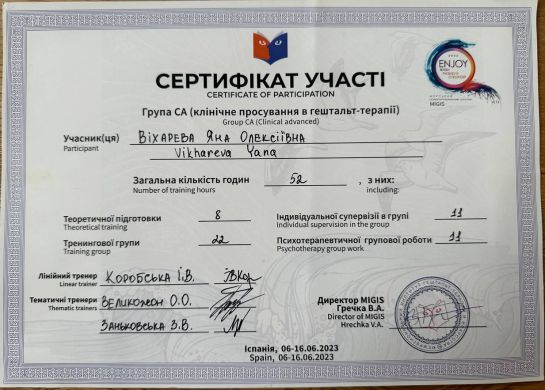 ENJOY
MIGIS
СЕРТИФІКАТ УЧАСТІ
CERTIFICATE OF PARTICIPATION
Група СА (клінічне просування в гештальт-терапії)
Group CA (Clinical advanced)
Учасник(ця) Віхарева Яна Олексіївна
Participant Vikhareva Yana
Загальна кількість годин 52 , з них:
Number of training hours including:
Теоретичної підготовки 8 Індивідуальної супервізії в групі 11
Theoretical training Individual supervision in the group
Тренингової групи 22 Психотерапевтичної групової роботи 11
Training group Psychotherapy group work
Лінійний тренер Коробська І.В.
Linear trainer
Тематичні тренери Великожон О.О.
Thematic trainers
Заньковська З.В.
Директор MIGIS
Гречка В.А.
Director of MIGIS
Hrechka V.A.
Іспанія, 06-16.06.2023
Spain, 06-16.06.2023